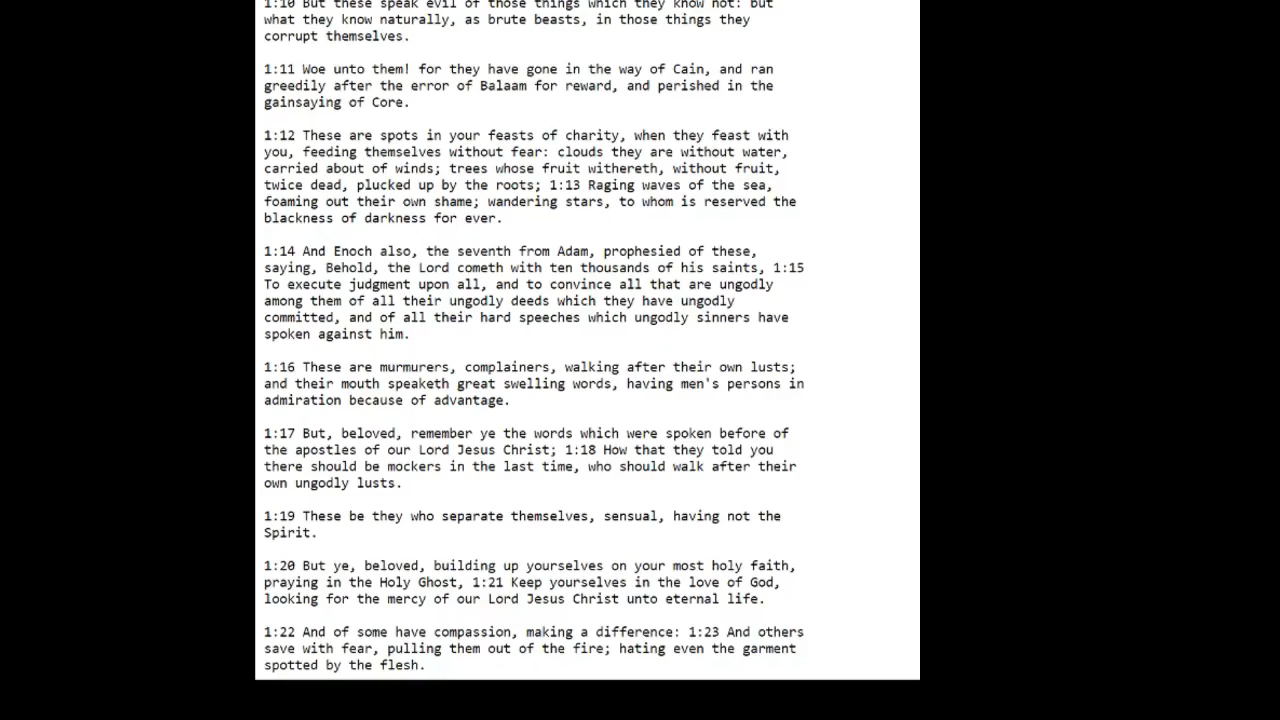 1:10 But these speak evil of those things which they know not: but
what they know naturally, as brute beasts, in those things they
corrupt themselves.
1:11 Woe unto them! for they have gone in the way of Cain, and ran
greedily after the error of Balaam for reward, and perished in the
gainsaying of Core.
1:12 These are spots in your feasts of charity, when they feast with
you, feeding themselves without fear: clouds they are without water,
carried about of winds; trees whose fruit withereth, without fruit,
twice dead, plucked up by the roots; 1:13 Raging waves of the sea,
foaming out their own shame; wandering stars, to whom is reserved the
blackness of darkness for ever.
1:14 And Enoch also, the seventh from Adam, prophesied of these,
saying, Behold, the Lord cometh with ten thousands of his saints, 1:15
To execute judgment upon all, and to convince all that are ungodly
among them of all their ungodly deeds which they have ungodly
committed, and of all their hard speeches which ungodly sinners have
spoken against him.
1:16 These are murmurers, complainers, walking after their own lusts;
and their mouth speaketh great swelling words, having men's persons in
admiration because of advantage.
1:17 But, beloved, remember ye the words which were spoken before of
the apostles of our Lord Jesus Christ; 1:18 How that they told you
there should be mockers in the last time, who should walk after their
own ungodly lusts.
1:19 These be they who separate themselves, sensual, having not the
Spirit.
1:20 But ye, beloved, building up yourselves on your most holy faith,
praying in the Holy Ghost, 1:21 Keep yourselves in the love of God,
looking for the mercy of our Lord Jesus Christ unto eternal life.
1:22 And of some have compassion, making a difference: 1:23 And others
save with fear, pulling them out of the fire; hating even the garment
spotted by the flesh.